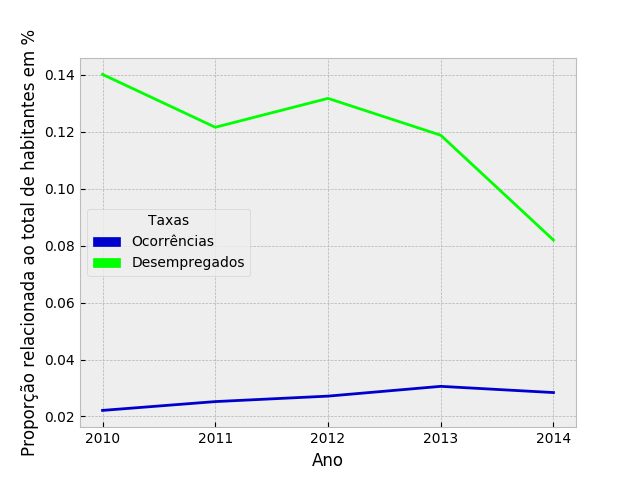 Proporção relacionada ao total de habitantes em %
0.14
0.12
0.10
0.08
0.06
0.04
0.02
Taxas
Ocorrências
Desempregados
2010 2011 2012 2013 2014
Ano